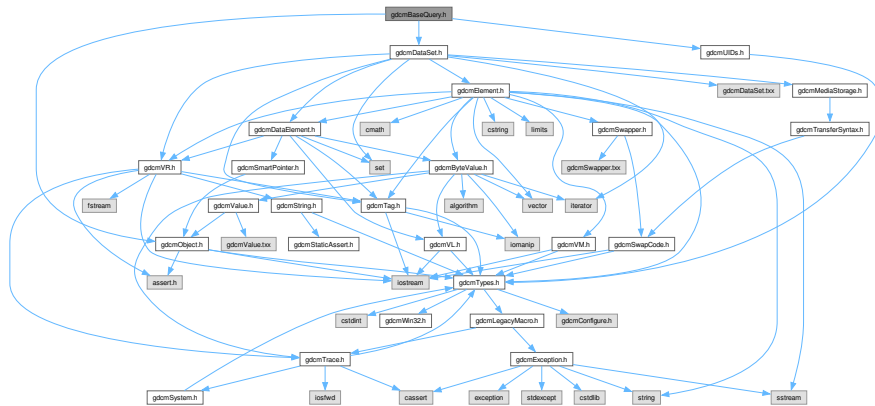 gdcmBaseQuery.h
gdcmDataSet.h
gdcmUIDs.h
gdcmElement.h
gdcmDataSet.txx
gdcmMediaStorage.h
gdcmDataElement.h
cmath
cstring
limits
gdcmSwapper.h
gdcmTransferSyntax.h
gdcmVR.h
gdcmSmartPointer.h
set
gdcmByteValue.h
gdcmSwapper.txx
fstream
gdcmValue.h
gdcmString.h
gdcmTag.h
algorithm
vector
iterator
gdcmObject.h
gdcmValue.txx
gdcmStaticAssert.h
gdcmVL.h
iomanip
gdcmVM.h
gdcmSwapCode.h
assert.h
iostream
gdcmTypes.h
cstdint
gdcmWin32.h
gdcmLegacyMacro.h
gdcmConfigure.h
gdcmTrace.h
gdcmException.h
gdcmSystem.h
iosfwd
cassert
exception
stdexcept
cstdlib
string
sstream